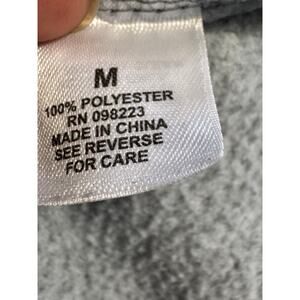 M
100% POLYESTER
RN 098223
MADE IN CHINA
SEE REVERSE
FOR CARE